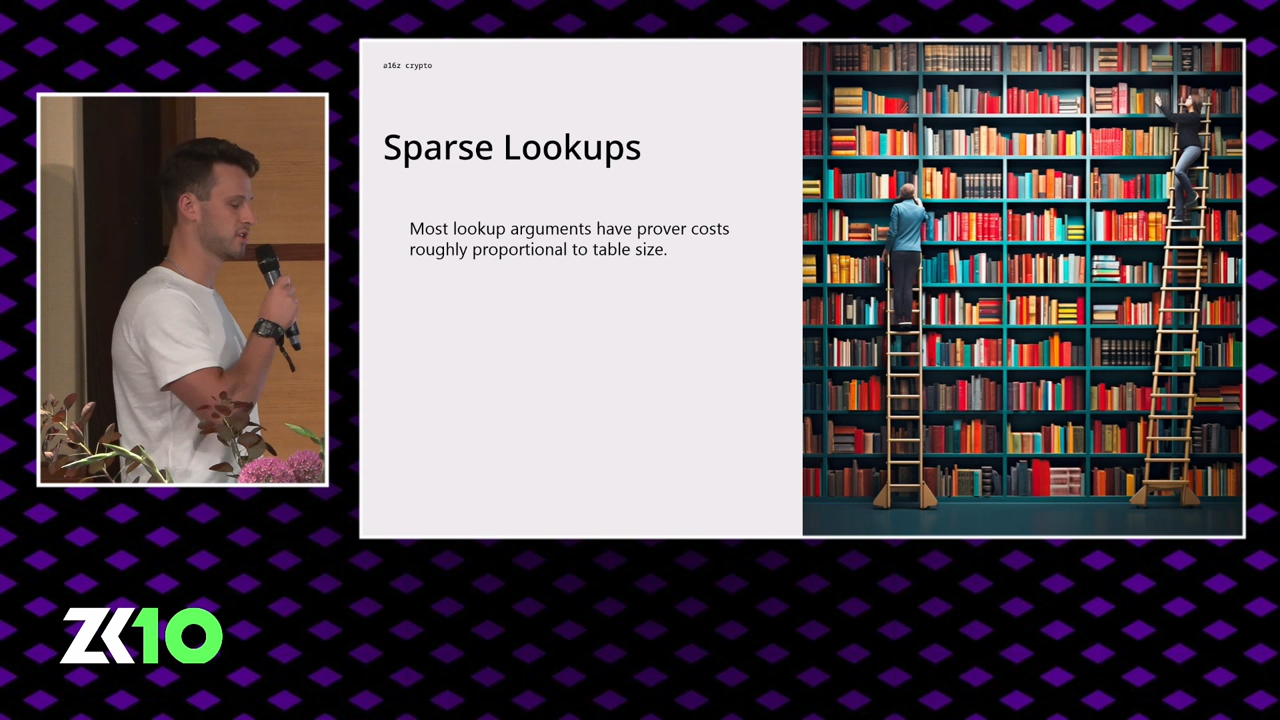 a16z crypto
Sparse Lookups
Most lookup arguments have prover costs
roughly proportional to table size.
ZK10